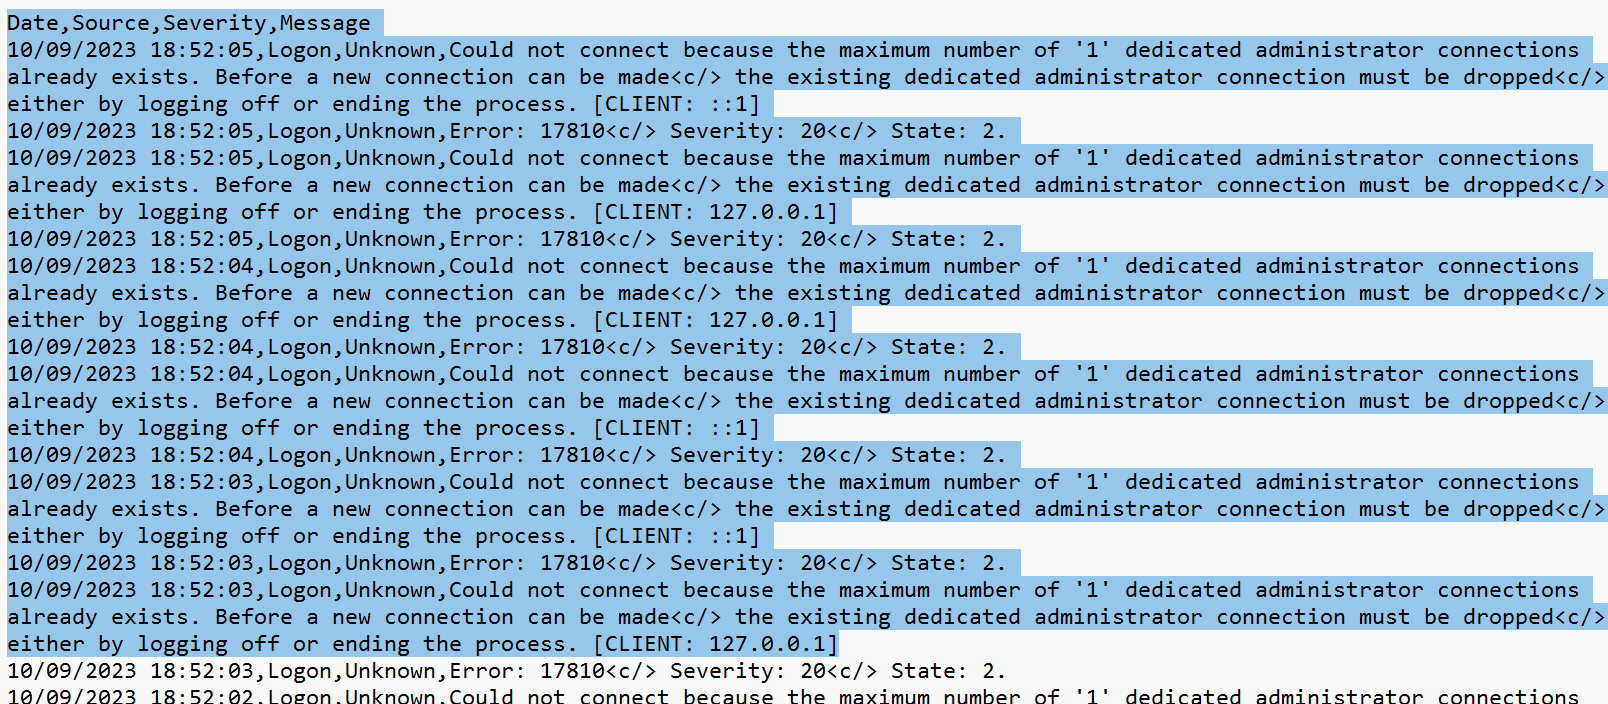 Date,Source,Severity,Message
10/09/2023 18:52:05,Logon,Unknown,Could not connect because the maximum number of '1' dedicated administrator connections
already exists. Before a new connection can be made<c/> the existing dedicated administrator connection must be dropped<c/>
either by logging off or ending the process. [CLIENT: ::1]
10/09/2023 18:52:05,Logon,Unknown,Error: 17810<c/> Severity: 20<c/> State: 2.
10/09/2023 18:52:05,Logon,Unknown,Could not connect because the maximum number of '1' dedicated administrator connections
already exists. Before a new connection can be made<c/> the existing dedicated administrator connection must be dropped<c/>
either by logging off or ending the process. [CLIENT: 127.0.0.1]
10/09/2023 18:52:05,Logon,Unknown,Error: 17810<c/> Severity: 20<c/> State: 2.
10/09/2023 18:52:04,Logon,Unknown,Could not connect because the maximum number of '1' dedicated administrator connections
already exists. Before a new connection can be made<c/> the existing dedicated administrator connection must be dropped<c/>
either by logging off or ending the process. [CLIENT: 127.0.0.1]
10/09/2023 18:52:04,Logon,Unknown,Error: 17810<c/> Severity: 20<c/> State: 2.
10/09/2023 18:52:04,Logon,Unknown,Could not connect because the maximum number of '1' dedicated administrator connections
already exists. Before a new connection can be made<c/> the existing dedicated administrator connection must be dropped<c/>
either by logging off or ending the process. [CLIENT: ::1]
10/09/2023 18:52:04,Logon,Unknown,Error: 17810<c/> Severity: 20<c/> State: 2.
10/09/2023 18:52:03,Logon,Unknown,Could not connect because the maximum number of '1' dedicated administrator connections
already exists. Before a new connection can be made<c/> the existing dedicated administrator connection must be dropped<c/>
either by logging off or ending the process. [CLIENT: ::1]
10/09/2023 18:52:03,Logon,Unknown,Error: 17810<c/> Severity: 20<c/> State: 2.
10/09/2023 18:52:03,Logon,Unknown,Could not connect because the maximum number of '1' dedicated administrator connections
already exists. Before a new connection can be made<c/> the existing dedicated administrator connection must be dropped<c/>
either by logging off or ending the process. [CLIENT: 127.0.0.1]
10/09/2023 18:52:03,Logon,Unknown,Error: 17810<c/> Severity: 20<c/> State: 2.
10/09/2023 18:52:02,Logon,Unknown,Could not connect because the maximum number of '1' dedicated administrator connections